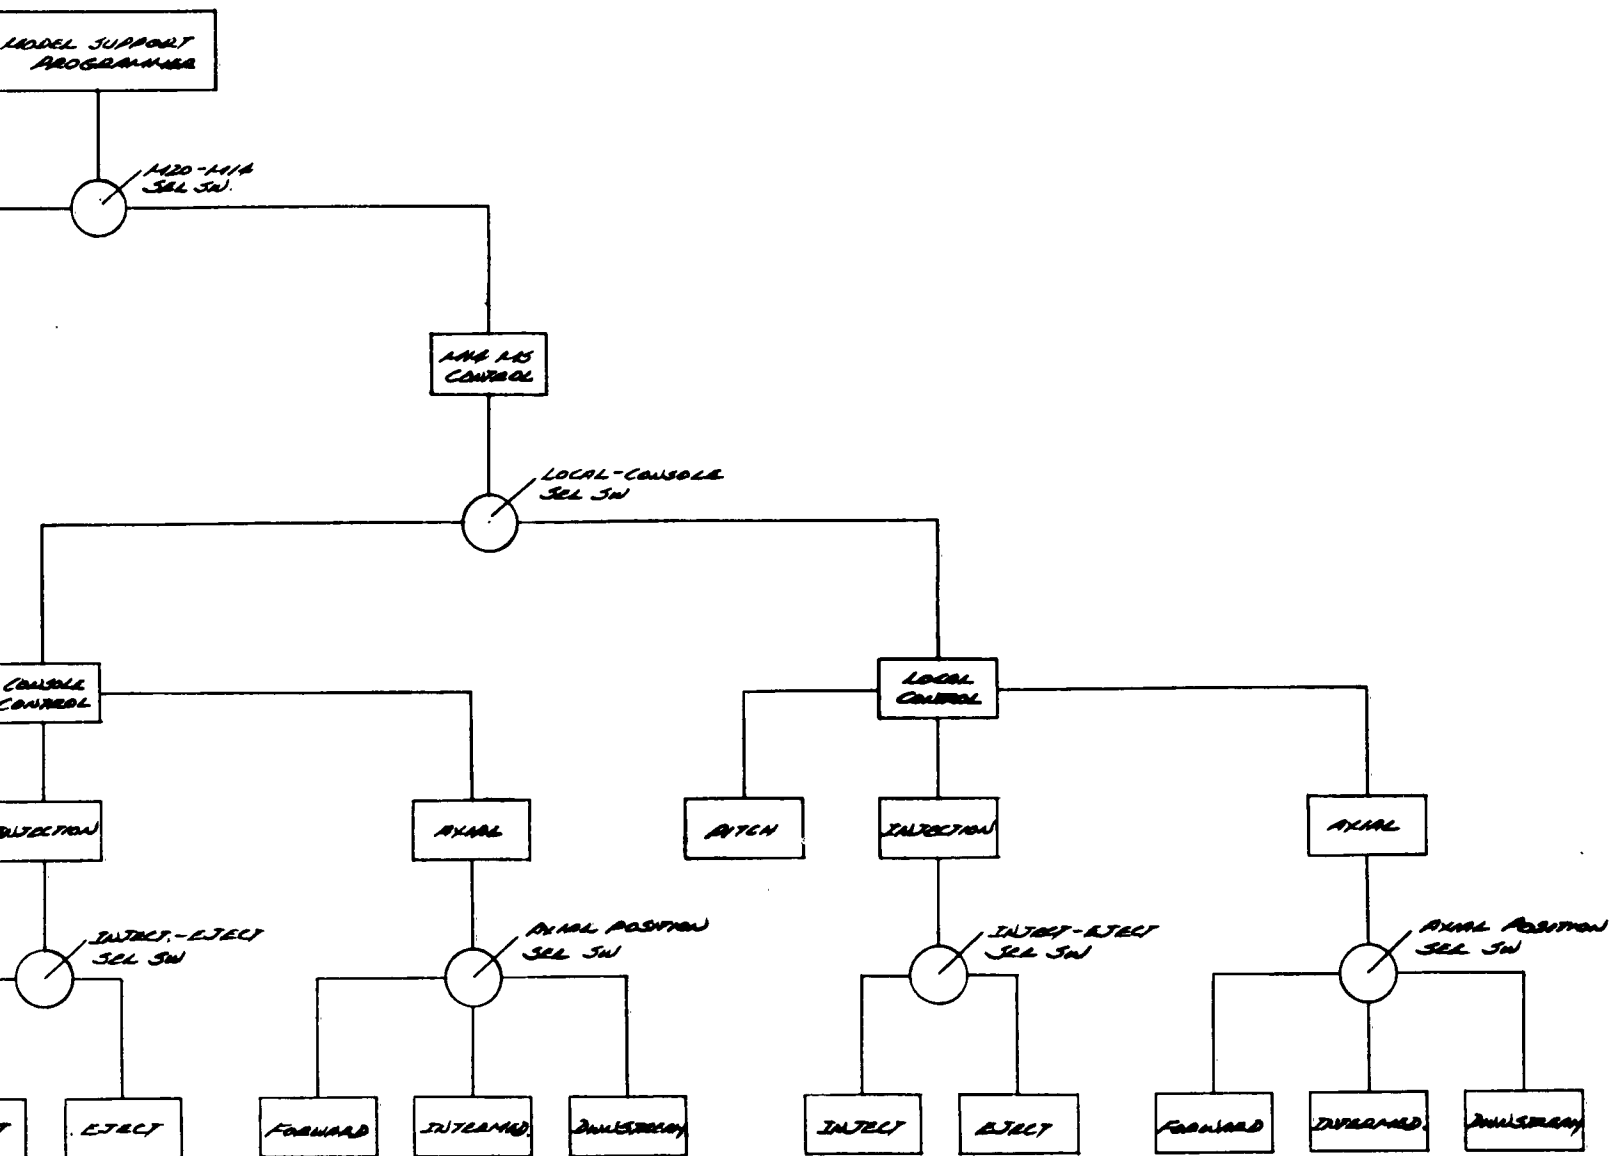 MODEL SUPPORT
PROGRAMMER
M20-M14
SEL SW.
M14 MS
CONTROL
LOCAL-CONSOLE
SEL SW
CONSOLE
CONTROL
LOCAL
CONTROL
INJECTION
AXIAL
PITCH
INJECTION
AXIAL
INJECT.-EJECT
SEL SW
AXIAL POSITION
SEL SW
INJECT-EJECT
SEL SW
AXIAL POSITION
SEL SW
T
EJECT
FORWARD
INTERMED.
DOWNSTREAM
INJECT
EJECT
FORWARD
INTERMED.
DOWNSTREAM